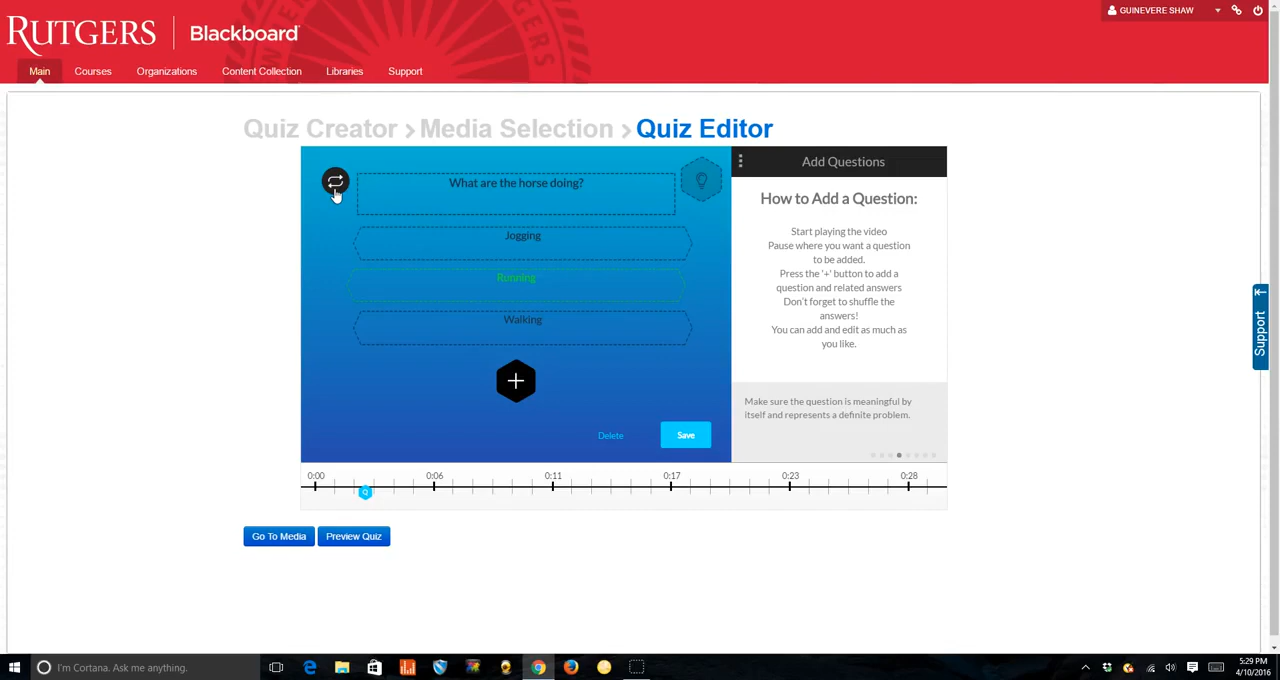 GUINEVERE SHAW
RUTGERS
Blackboard
Main Courses Organizations Content Collection Libraries Support
Quiz Creator > Media Selection > Quiz Editor
What are the horse doing?
Jogging
Running
Walking
Delete
Save
Add Questions
How to Add a Question:
Start playing the video
Pause where you want a question
to be added.
Press the '+' button to add a
question and related answers
Don't forget to shuffle the
answers!
You can add and edit as much as
you like.
Make sure the question is meaningful by
itself and represents a definite problem.
0:00 0:06 0:11 0:17 0:23 0:28
Q
Go To Media Preview Quiz
Support
I'm Cortana. Ask me anything.
5:29 PM
4/10/2016